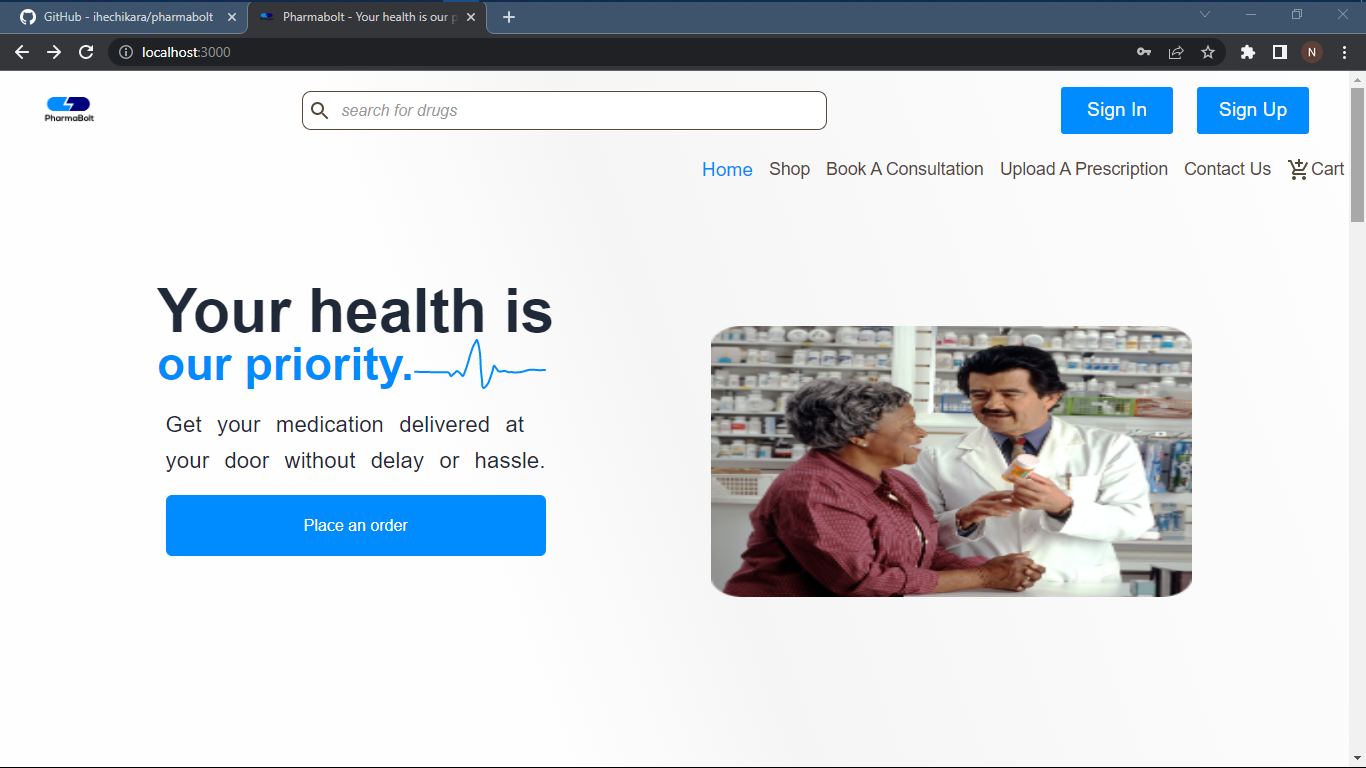 GitHub - ihechikara/pharmabolt
Pharmabolt - Your health is our p
localhost:3000
N
PharmaBolt
search for drugs
Sign In
Sign Up
Home
Shop
Book A Consultation
Upload A Prescription
Contact Us
Cart
Your health is
our priority.
Get your medication delivered at
your door without delay or hassle.
Place an order